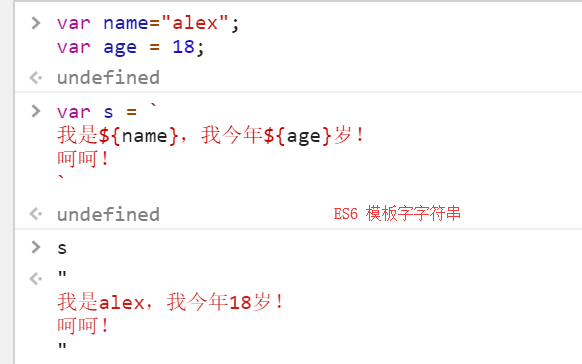 var name="alex";
var age = 18;
undefined
var s = `
我是${name}，我今年${age}岁！
呵呵！
`
undefined
ES6 模板字字符串
s
"
我是alex，我今年18岁！
呵呵！
"